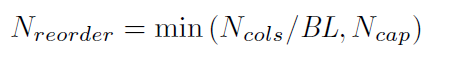 N_{reorder} = min (N_{cols}/BL, N_{cap})